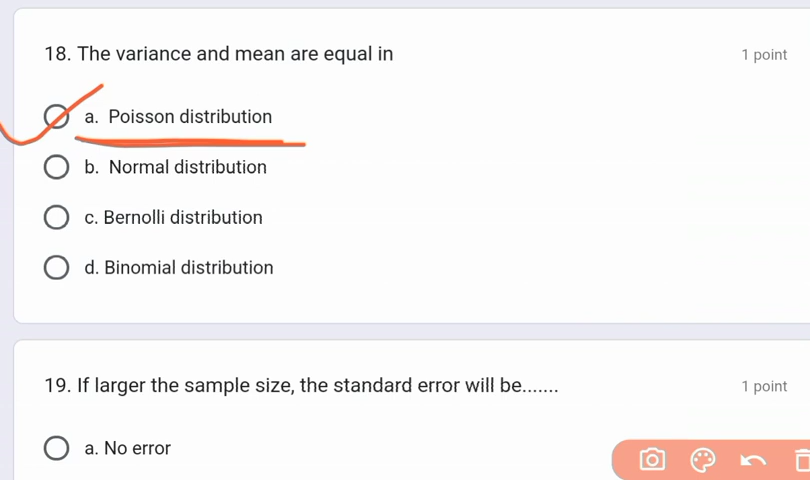 18. The variance and mean are equal in
1 point
a. Poisson distribution
b. Normal distribution
c. Bernolli distribution
d. Binomial distribution
19. If larger the sample size, the standard error will be.......
1 point
a. No error